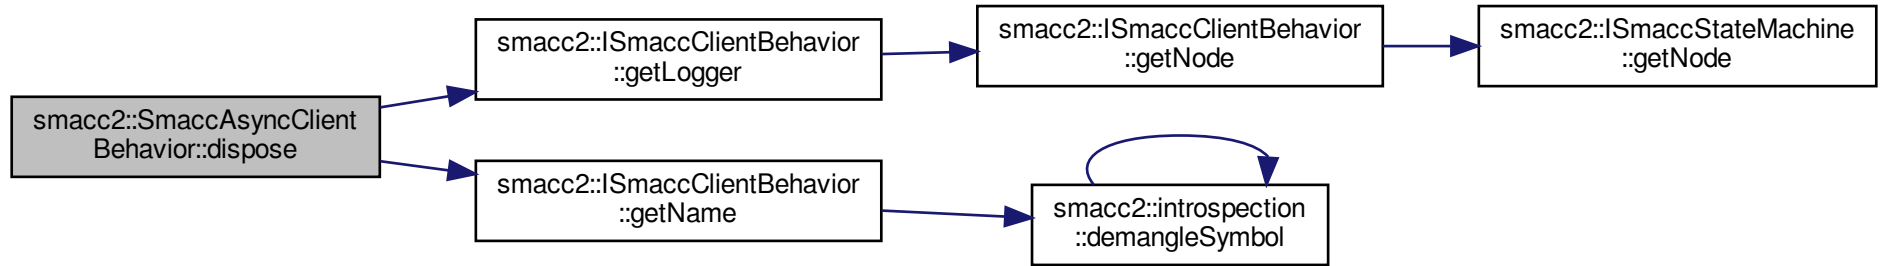 smacc2::SmaccAsyncClient
Behavior::dispose
smacc2::ISmaccClientBehavior
::getLogger
smacc2::ISmaccClientBehavior
::getNode
smacc2::ISmaccStateMachine
::getNode
smacc2::ISmaccClientBehavior
::getName
smacc2::introspection
::demangleSymbol